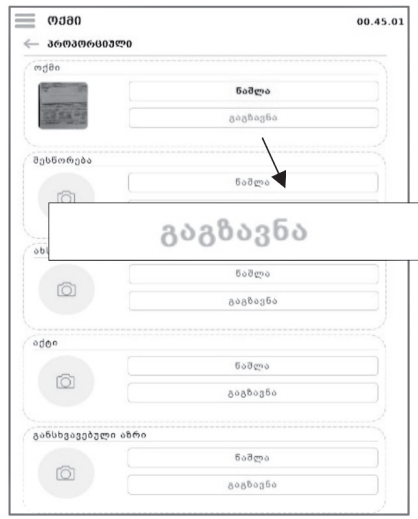 ოქმი 00.45.01
პროპორციული
ოქმი
წაშლა
გაგზავნა
შესწორება
წაშლა
გაგზავნა
წაშლა
გაგზავნა
აქტი
წაშლა
გაგზავნა
განსხვავებული აზრი
წაშლა
გაგზავნა